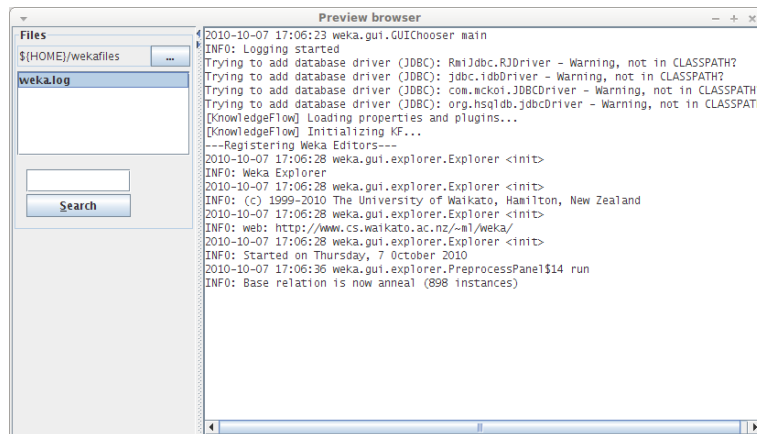 Preview browser
Files
${HOME}/wekafiles
...
weka.log
Search
2010-10-07 17:06:23 weka.gui.GUIChooser main
INFO: Logging started
Trying to add database driver (JDBC): RmiJdbc.RJDriver - Warning, not in CLASSPATH?
Trying to add database driver (JDBC): jdbc.idbDriver - Warning, not in CLASSPATH?
Trying to add database driver (JDBC): com.mckoi.JDBCDriver - Warning, not in CLASSPATH
Trying to add database driver (JDBC): org.hsqldb.jdbcDriver - Warning, not in CLASSPAT
[KnowledgeFlow] Loading properties and plugins...
[KnowledgeFlow] Initializing KF...
---Registering Weka Editors---
2010-10-07 17:06:28 weka.gui.explorer.Explorer <init>
INFO: Weka Explorer
2010-10-07 17:06:28 weka.gui.explorer.Explorer <init>
INFO: (c) 1999-2010 The University of Waikato, Hamilton, New Zealand
2010-10-07 17:06:28 weka.gui.explorer.Explorer <init>
INFO: web: http://www.cs.waikato.ac.nz/~ml/weka/
2010-10-07 17:06:28 weka.gui.explorer.Explorer <init>
INFO: Started on Thursday, 7 October 2010
2010-10-07 17:06:36 weka.gui.explorer.PreprocessPanel$14 run
INFO: Base relation is now anneal (898 instances)